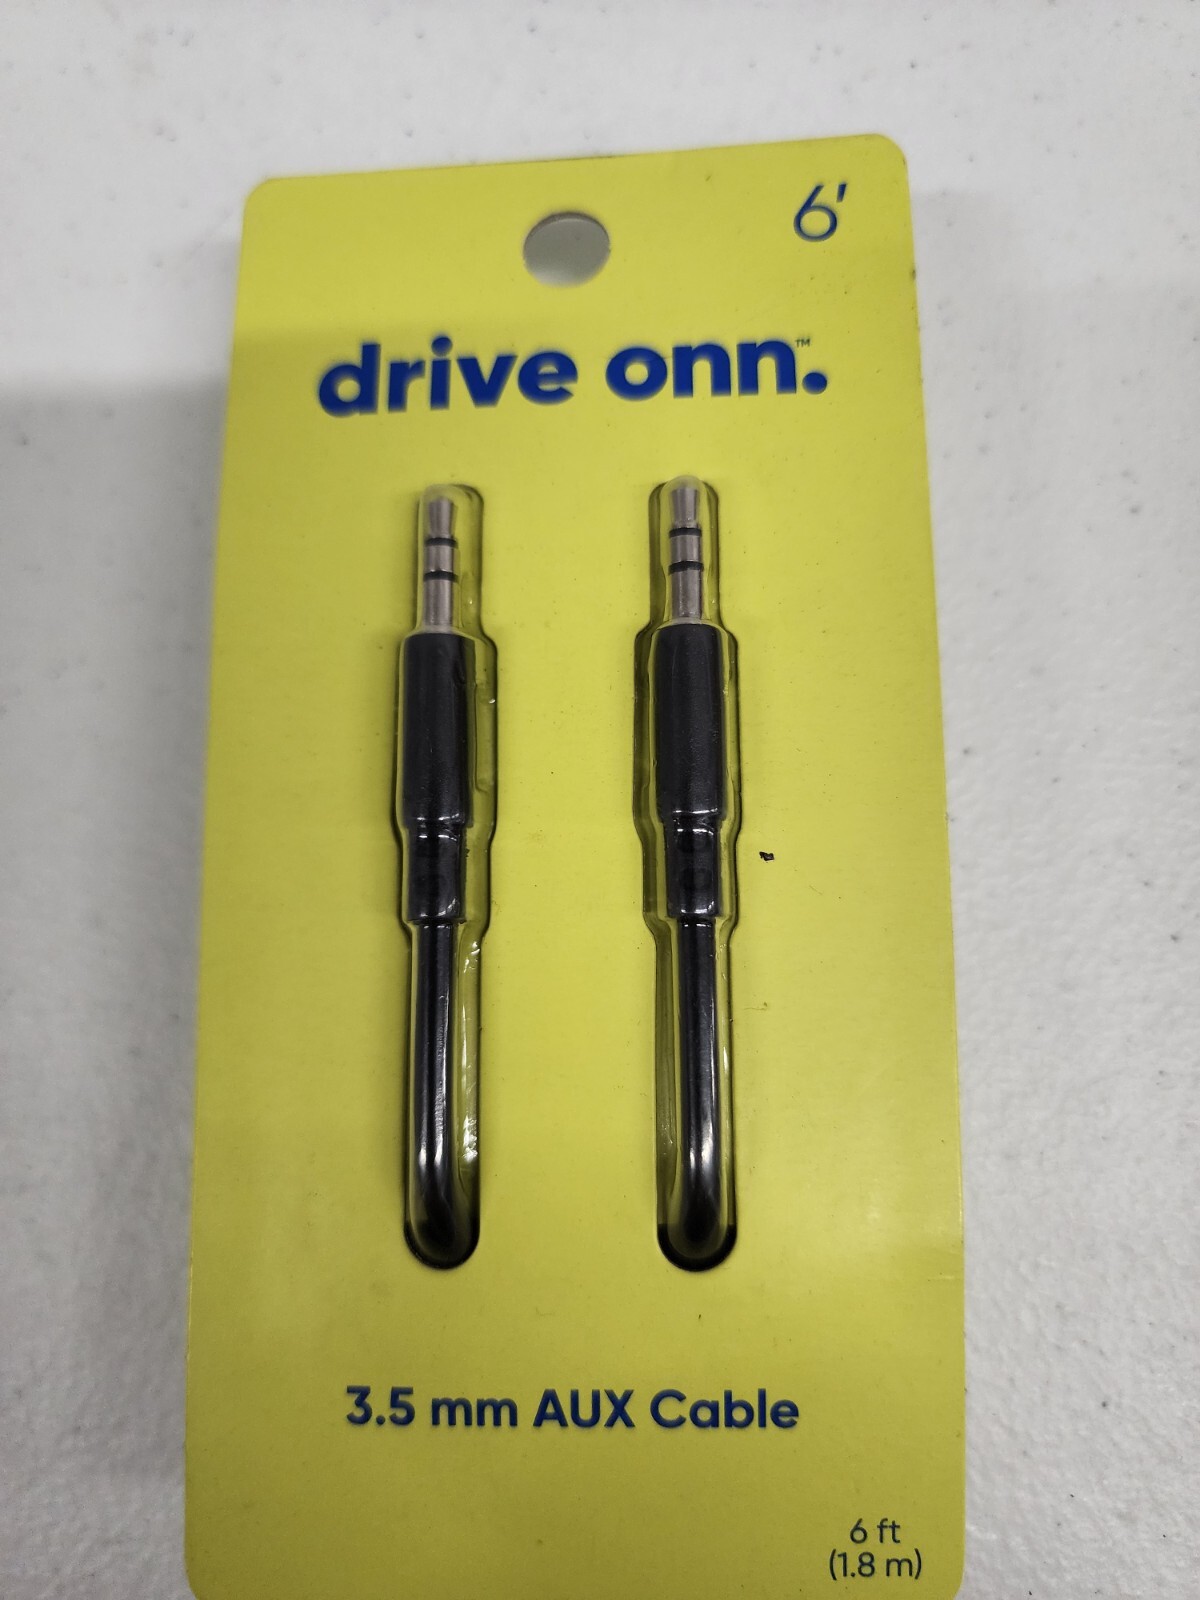 6'
drive onn.™
3.5 mm AUX Cable
6 ft
(1.8 m)